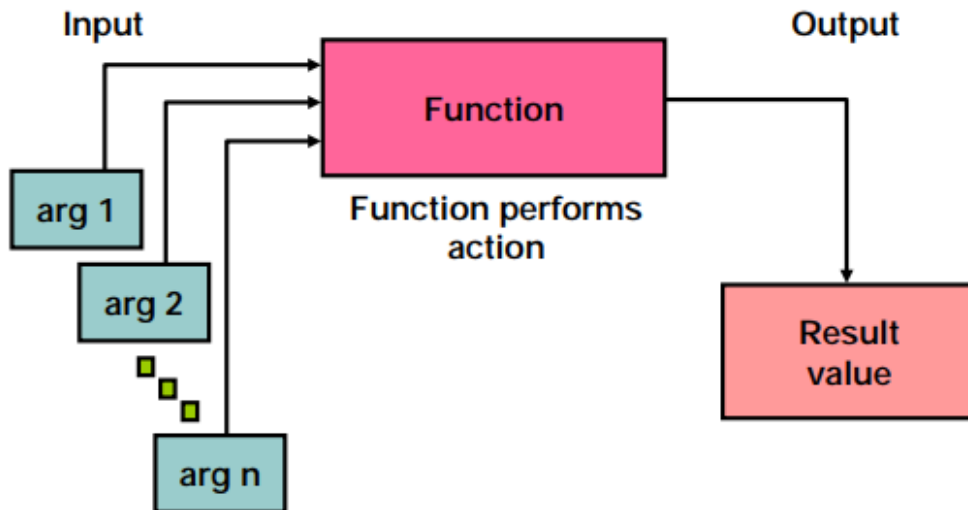 Input
Output
Function
arg 1
Function performs
action
arg 2
Result
value
arg n